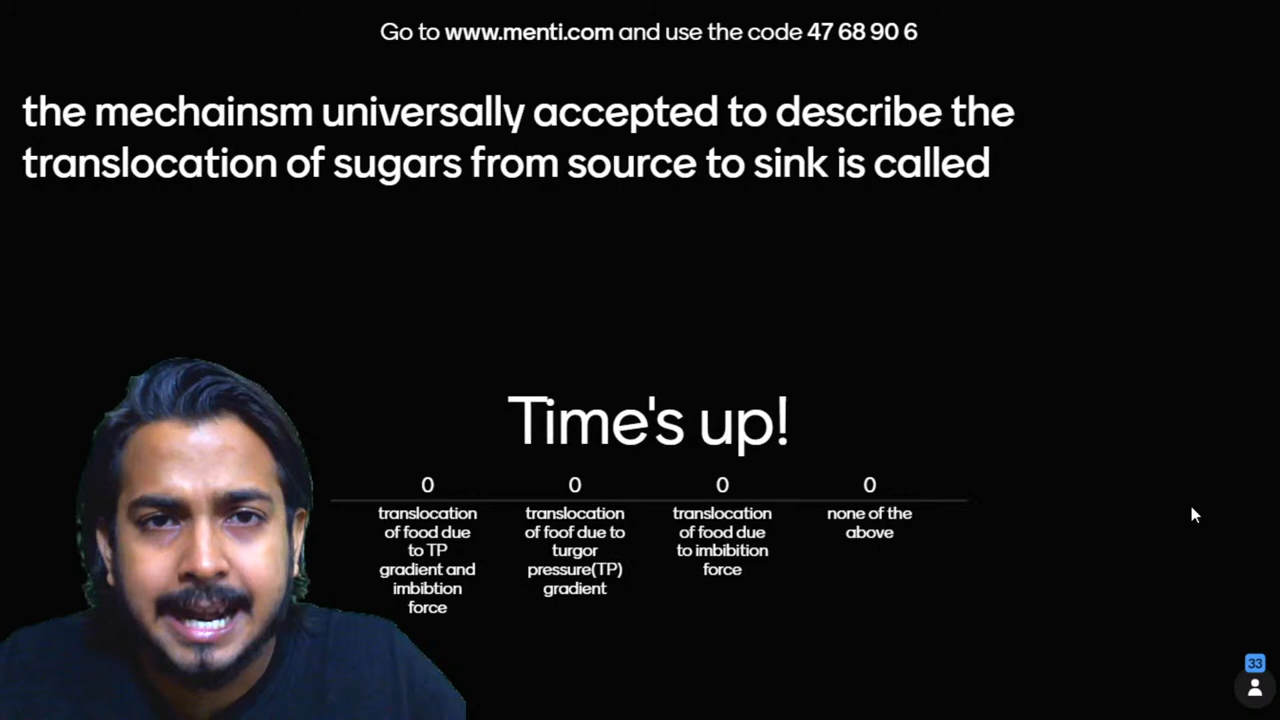 Go to www.menti.com and use the code 47 68 90 6
the mechainsm universally accepted to describe the
translocation of sugars from source to sink is called
Time's up!
0
0
0
0
translocation
of food due
to TP
gradient and
imbibtion
force
translocation
of foof due to
turgor
pressure(TP)
gradient
translocation
of food due
to imbibition
force
none of the
above
33